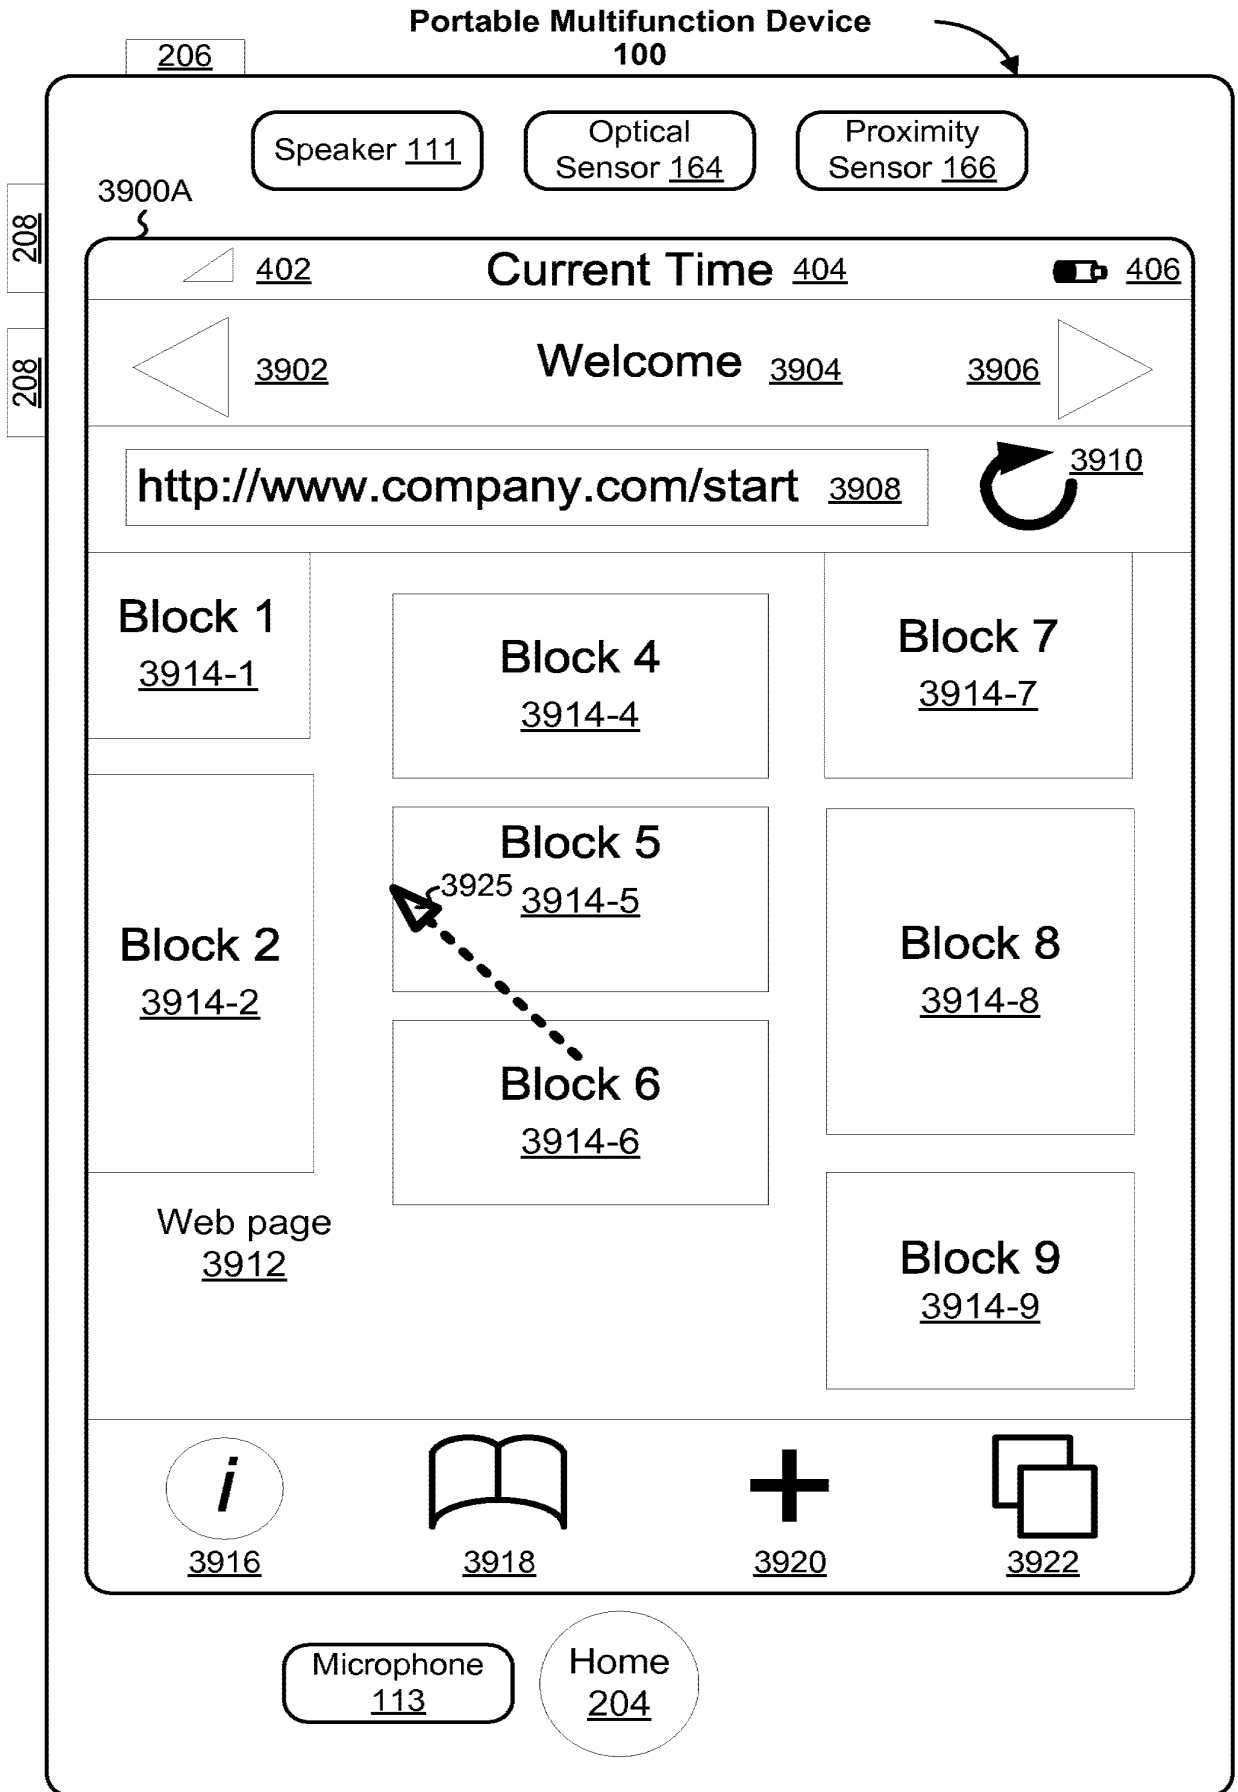 Portable Multifunction Device
100
206
Speaker 111
Optical
Sensor 164
Proximity
Sensor 166
3900A
208
208
402
Current Time 404
406
3902
Welcome 3904
3906
http://www.company.com/start 3908
3910
Block 1
3914-1
Block 4
3914-4
Block 7
3914-7
Block 2
3914-2
Block 5
3925
3914-5
Block 8
3914-8
Block 6
3914-6
Web page
3912
Block 9
3914-9
i
3916
3918
3920
3922
Microphone
113
Home
204